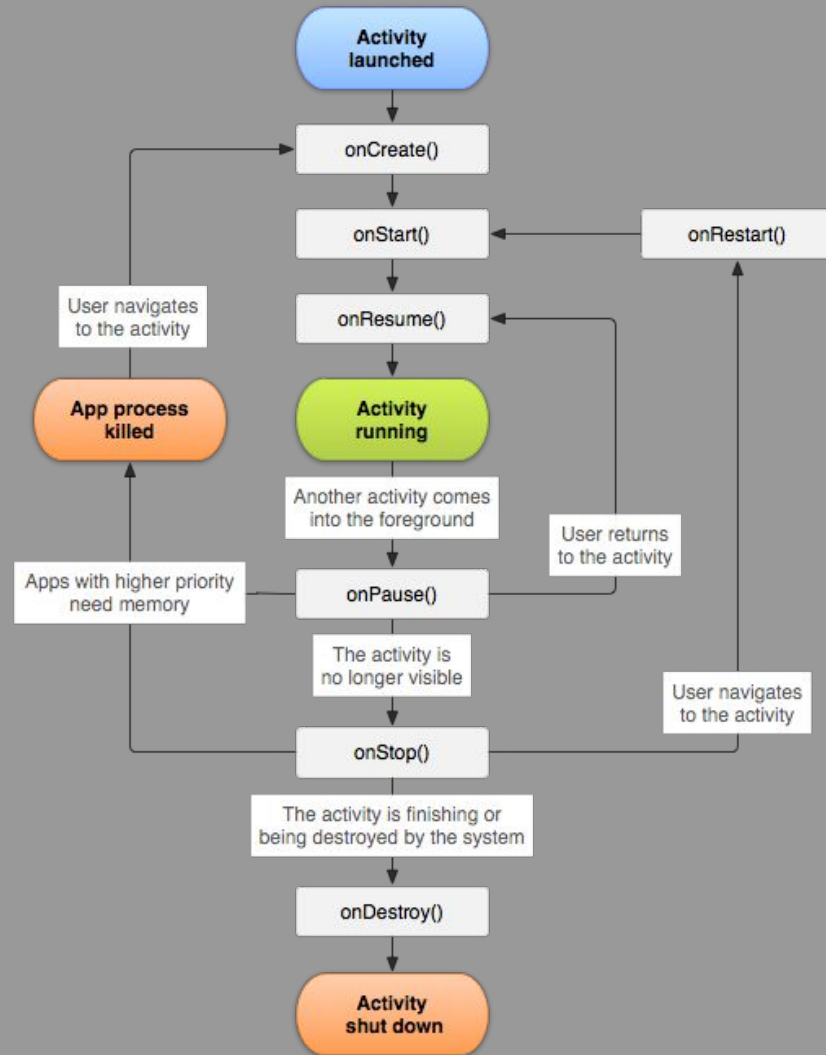 Activity
launched
onCreate()
onStart()
onRestart()
onResume()
User navigates
to the activity
App process
killed
Activity
running
Another activity comes
into the foreground
User returns
to the activity
Apps with higher priority
need memory
onPause()
The activity is
no longer visible
User navigates
to the activity
onStop()
The activity is finishing or
being destroyed by the system
onDestroy()
Activity
shut down